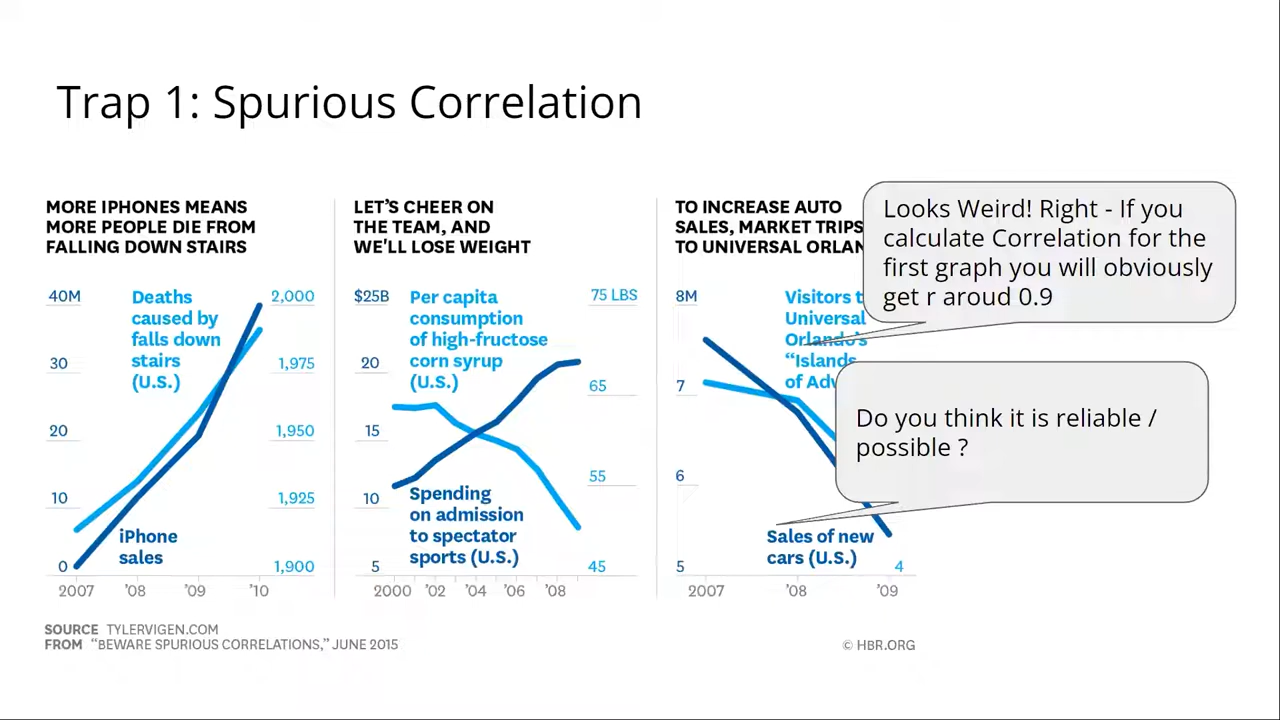 Trap 1: Spurious Correlation
MORE IPHONES MEANS
MORE PEOPLE DIE FROM
FALLING DOWN STAIRS
40M
30
20
10
0
Deaths
caused by
falls down
stairs
(U.S.)
2,000
1,975
1,950
1,925
1,900
iPhone
sales
2007 '08 '09 '10
LET'S CHEER ON
THE TEAM, AND
WE'LL LOSE WEIGHT
$25B
20
15
10
5
Per capita
consumption
of high-fructose
corn syrup
(U.S.)
75 LBS
65
55
45
Spending
on admission
to spectator
sports (U.S.)
2000 '02 '04 '06 '08
TO INCREASE AUTO
SALES, MARKET TRIPS
TO UNIVERSAL ORLAN
8M
7
6
5
Visitors t
Universal
Orlando's
“Islands
of Adv
Sales of new
cars (U.S.)
4
2007 '08 '09
Looks Weird! Right - If you
calculate Correlation for the
first graph you will obviously
get r aroud 0.9
Do you think it is reliable /
possible ?
SOURCE TYLERVIGEN.COM
FROM “BEWARE SPURIOUS CORRELATIONS,” JUNE 2015
© HBR.ORG